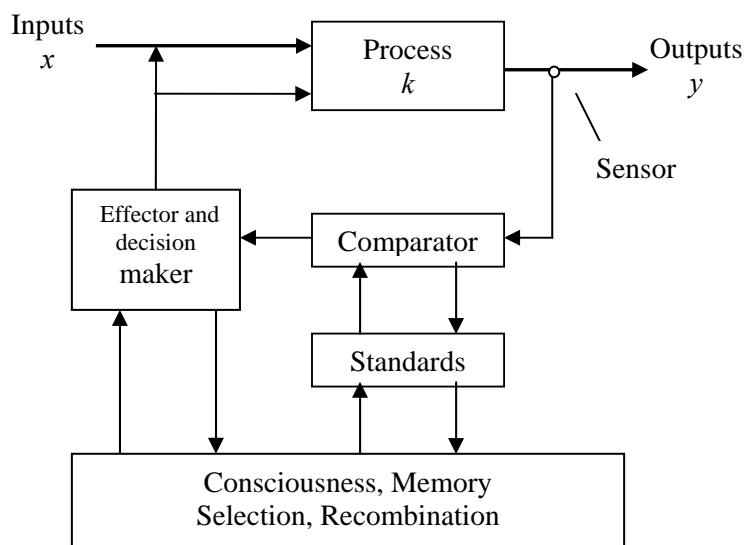 Inputs
x
Process
k
Outputs
y
Sensor
Effector and
decision
maker
Comparator
Standards
Consciousness, Memory
Selection, Recombination